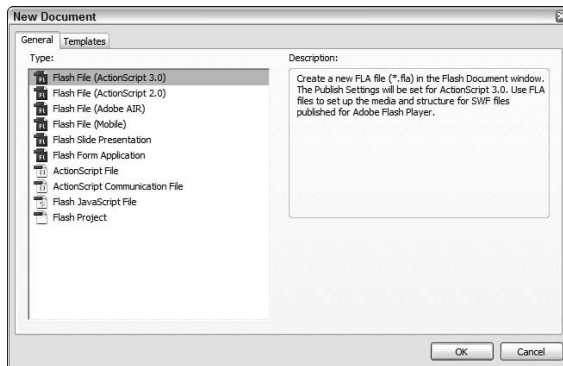 New Document
General
Templates
Type:
Flash File (ActionScript 3.0)
Flash File (ActionScript 2.0)
Flash File (Adobe AIR)
Flash File (Mobile)
Flash Slide Presentation
Flash Form Application
ActionScript File
ActionScript Communication File
Flash JavaScript File
Flash Project
Description:
Create a new FLA file (*.fla) in the Flash Document window.
The Publish Settings will be set for ActionScript 3.0. Use FLA
files to set up the media and structure for SWF files
published for Adobe Flash Player.
OK
Cancel